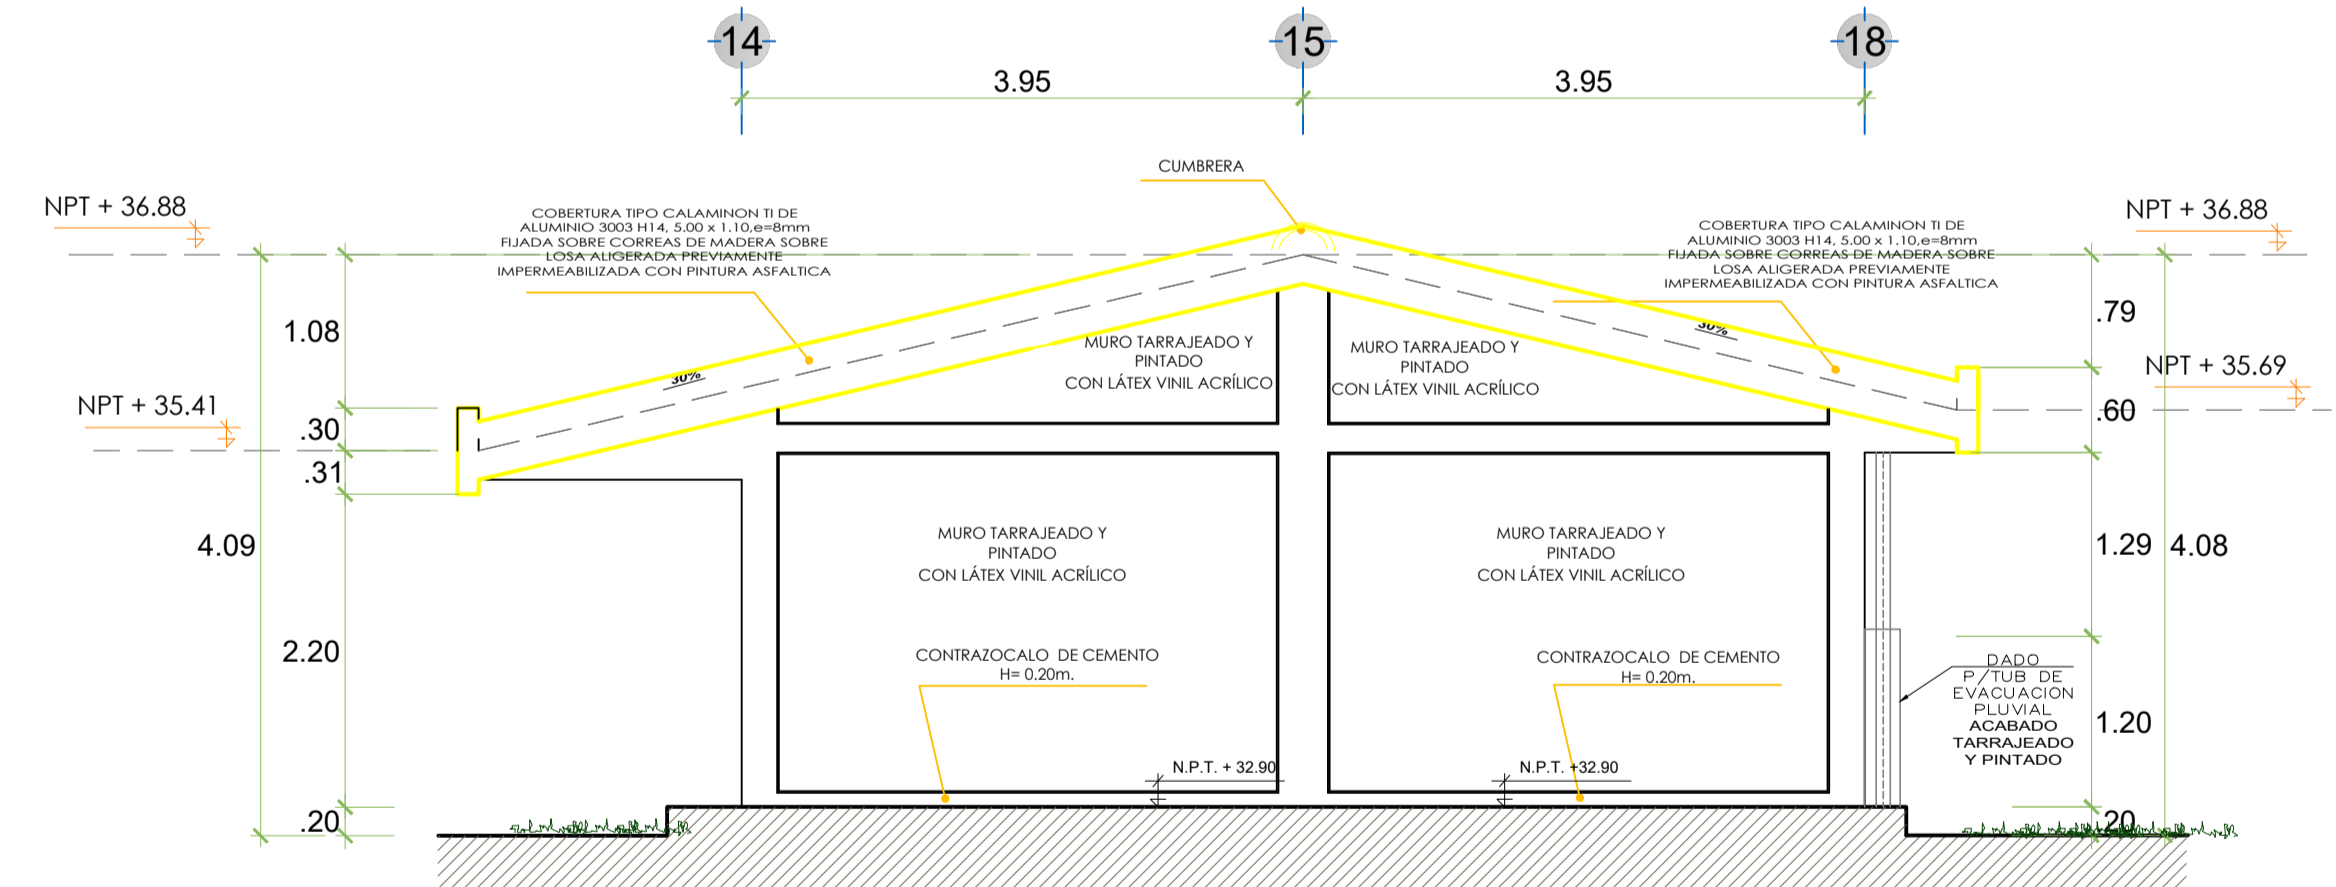 14
15
18
3.95
3.95
CUMBRERA
NPT + 36.88
NPT + 36.88
COBERTURA TIPO CALAMINON TI DE
ALUMINIO 3003 H14, 5.00 x 1.10,e=8mm
FIJADA SOBRE CORREAS DE MADERA SOBRE
LOSA ALIGERADA PREVIAMENTE
IMPERMEABILIZADA CON PINTURA ASFALTICA
COBERTURA TIPO CALAMINON TI DE
ALUMINIO 3003 H14, 5.00 x 1.10,e=8mm
FIJADA SOBRE CORREAS DE MADERA SOBRE
LOSA ALIGERADA PREVIAMENTE
IMPERMEABILIZADA CON PINTURA ASFALTICA
1.08
.79
30%
30%
MURO TARRAJEADO Y
PINTADO
CON LÁTEX VINIL ACRÍLICO
MURO TARRAJEADO Y
PINTADO
CON LÁTEX VINIL ACRÍLICO
NPT + 35.69
NPT + 35.41
.30
.60
.31
4.09
MURO TARRAJEADO Y
PINTADO
CON LÁTEX VINIL ACRÍLICO
MURO TARRAJEADO Y
PINTADO
CON LÁTEX VINIL ACRÍLICO
1.29
4.08
2.20
CONTRAZOCALO DE CEMENTO
H= 0.20m.
CONTRAZOCALO DE CEMENTO
H= 0.20m.
DADO
P/TUB DE
EVACUACION
PLUVIAL
ACABADO
TARRAJEADO
Y PINTADO
1.20
N.P.T. + 32.90
N.P.T. +32.90
.20
.20